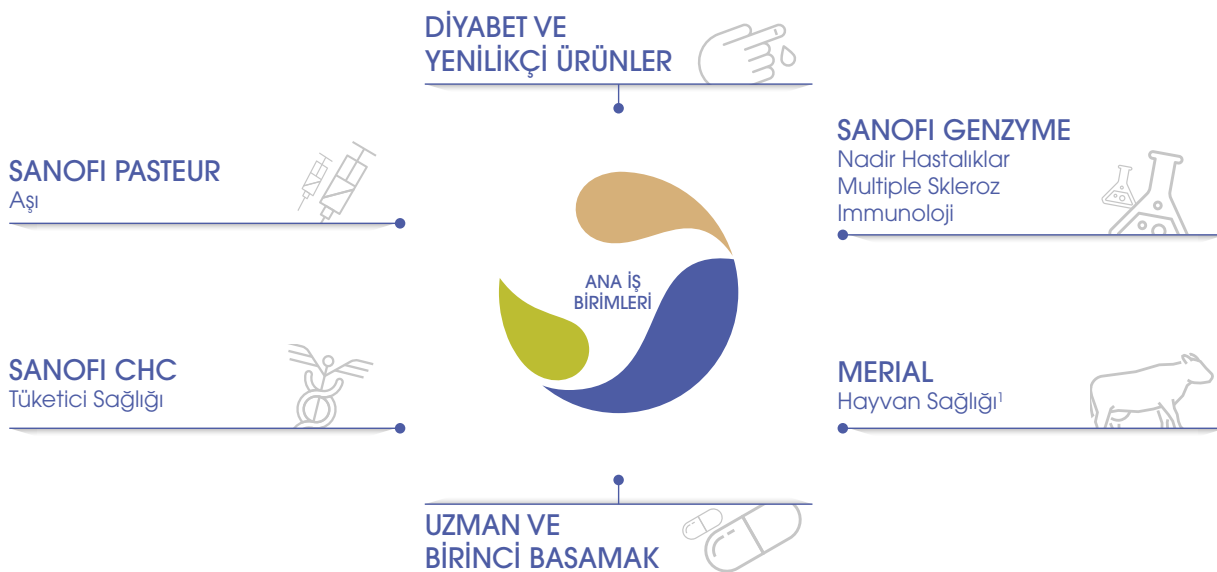 DİYABET VE
YENİLİKÇİ ÜRÜNLER
SANOFI PASTEUR
Aşı
SANOFI GENZYME
Nadir Hastalıklar
Multiple Skleroz
Immunoloji
ANA İŞ
BİRİMLERİ
SANOFI CHC
Tüketici Sağlığı
MERIAL
Hayvan Sağlığı¹
UZMAN VE
BİRİNCİ BASAMAK